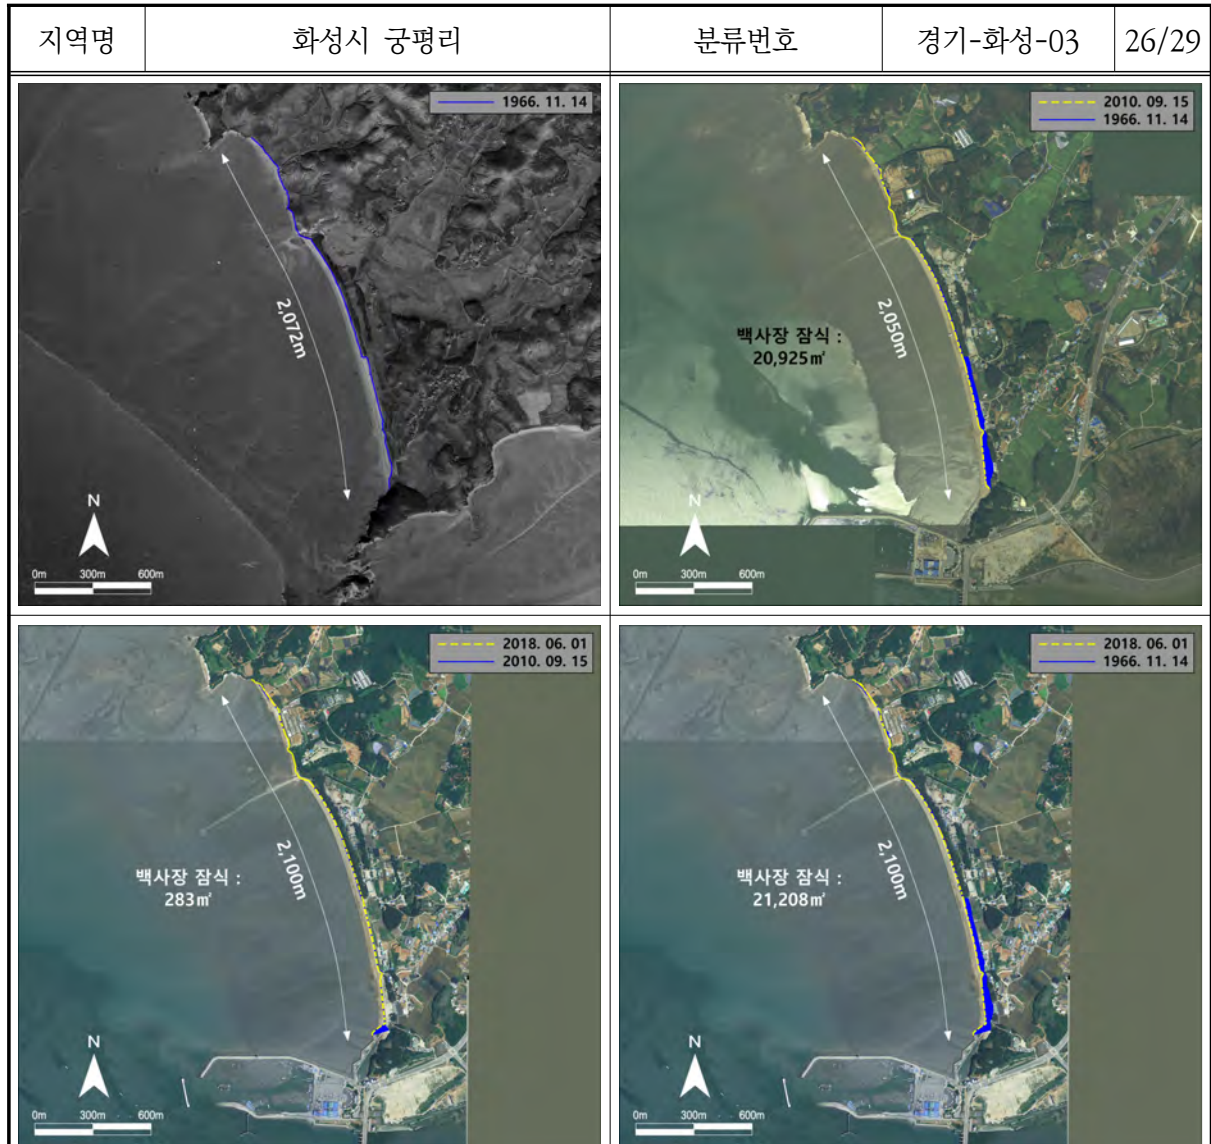 지역명 화성시 궁평리 분류번호 경기-화성-03 26/29
1966. 11. 14
2,072m
N
0m 300m 600m
2010. 09. 15
1966. 11. 14
2,050m
백사장 잠식 :
20,925㎡
N
0m 300m 600m
2018. 06. 01
2010. 09. 15
2,100m
백사장 잠식 :
283㎡
N
0m 300m 600m
2018. 06. 01
1966. 11. 14
2,100m
백사장 잠식 :
21,208㎡
N
0m 300m 600m